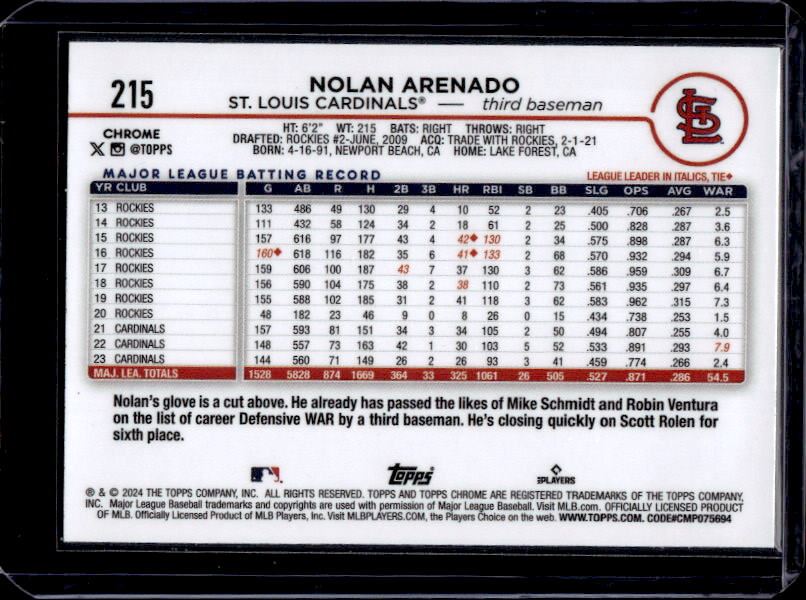 215
NOLAN ARENADO
ST. LOUIS CARDINALS® — third baseman
CHROME
@TOPPS
HT: 6'2" WT: 215 BATS: RIGHT THROWS: RIGHT
DRAFTED: ROCKIES #2-JUNE, 2009 ACQ: TRADE WITH ROCKIES, 2-1-21
BORN: 4-16-91, NEWPORT BEACH, CA HOME: LAKE FOREST, CA
MAJOR LEAGUE BATTING RECORD LEAGUE LEADER IN ITALICS, TIE♦
YR CLUB G AB R H 2B 3B HR RBI SB BB SLG OPS AVG WAR
13 ROCKIES 133 486 49 130 29 4 10 52 2 23 .405 .706 .267 2.5
14 ROCKIES 111 432 58 124 34 2 18 61 2 25 .500 .828 .287 3.6
15 ROCKIES 157 616 97 177 43 4 42♦ 130 2 34 .575 .898 .287 6.3
16 ROCKIES 160♦ 618 116 182 35 6 41♦ 133 2 68 .570 .932 .294 5.9
17 ROCKIES 159 606 100 187 43 7 37 130 3 62 .586 .959 .309 6.7
18 ROCKIES 156 590 104 175 38 2 38 110 2 73 .561 .935 .297 6.4
19 ROCKIES 155 588 102 185 31 2 41 118 3 62 .583 .962 .315 7.3
20 ROCKIES 48 182 23 46 9 0 8 26 0 15 .434 .738 .253 1.5
21 CARDINALS 157 593 81 151 34 3 34 105 2 50 .494 .807 .255 4.0
22 CARDINALS 148 557 73 163 42 1 30 103 5 52 .533 .891 .293 7.9
23 CARDINALS 144 560 71 149 26 2 26 93 3 41 .459 .774 .266 2.4
MAJ. LEA. TOTALS 1528 5828 874 1669 364 33 325 1061 26 505 .527 .871 .286 54.5
Nolan's glove is a cut above. He already has passed the likes of Mike Schmidt and Robin Ventura
on the list of career Defensive WAR by a third baseman. He's closing quickly on Scott Rolen for
sixth place.
Topps
PLAYERS
® & © 2024 THE TOPPS COMPANY, INC. ALL RIGHTS RESERVED. TOPPS AND TOPPS CHROME ARE REGISTERED TRADEMARKS OF THE TOPPS COMPANY,
INC. Major League Baseball trademarks and copyrights are used with permission of Major League Baseball. Visit MLB.com. OFFICIALLY LICENSED PRODUCT
OF MLB. Officially Licensed Product of MLB Players, Inc. Visit MLBPLAYERS.COM, the Players Choice on the web. WWW.TOPPS.COM. CODE#CMP075694